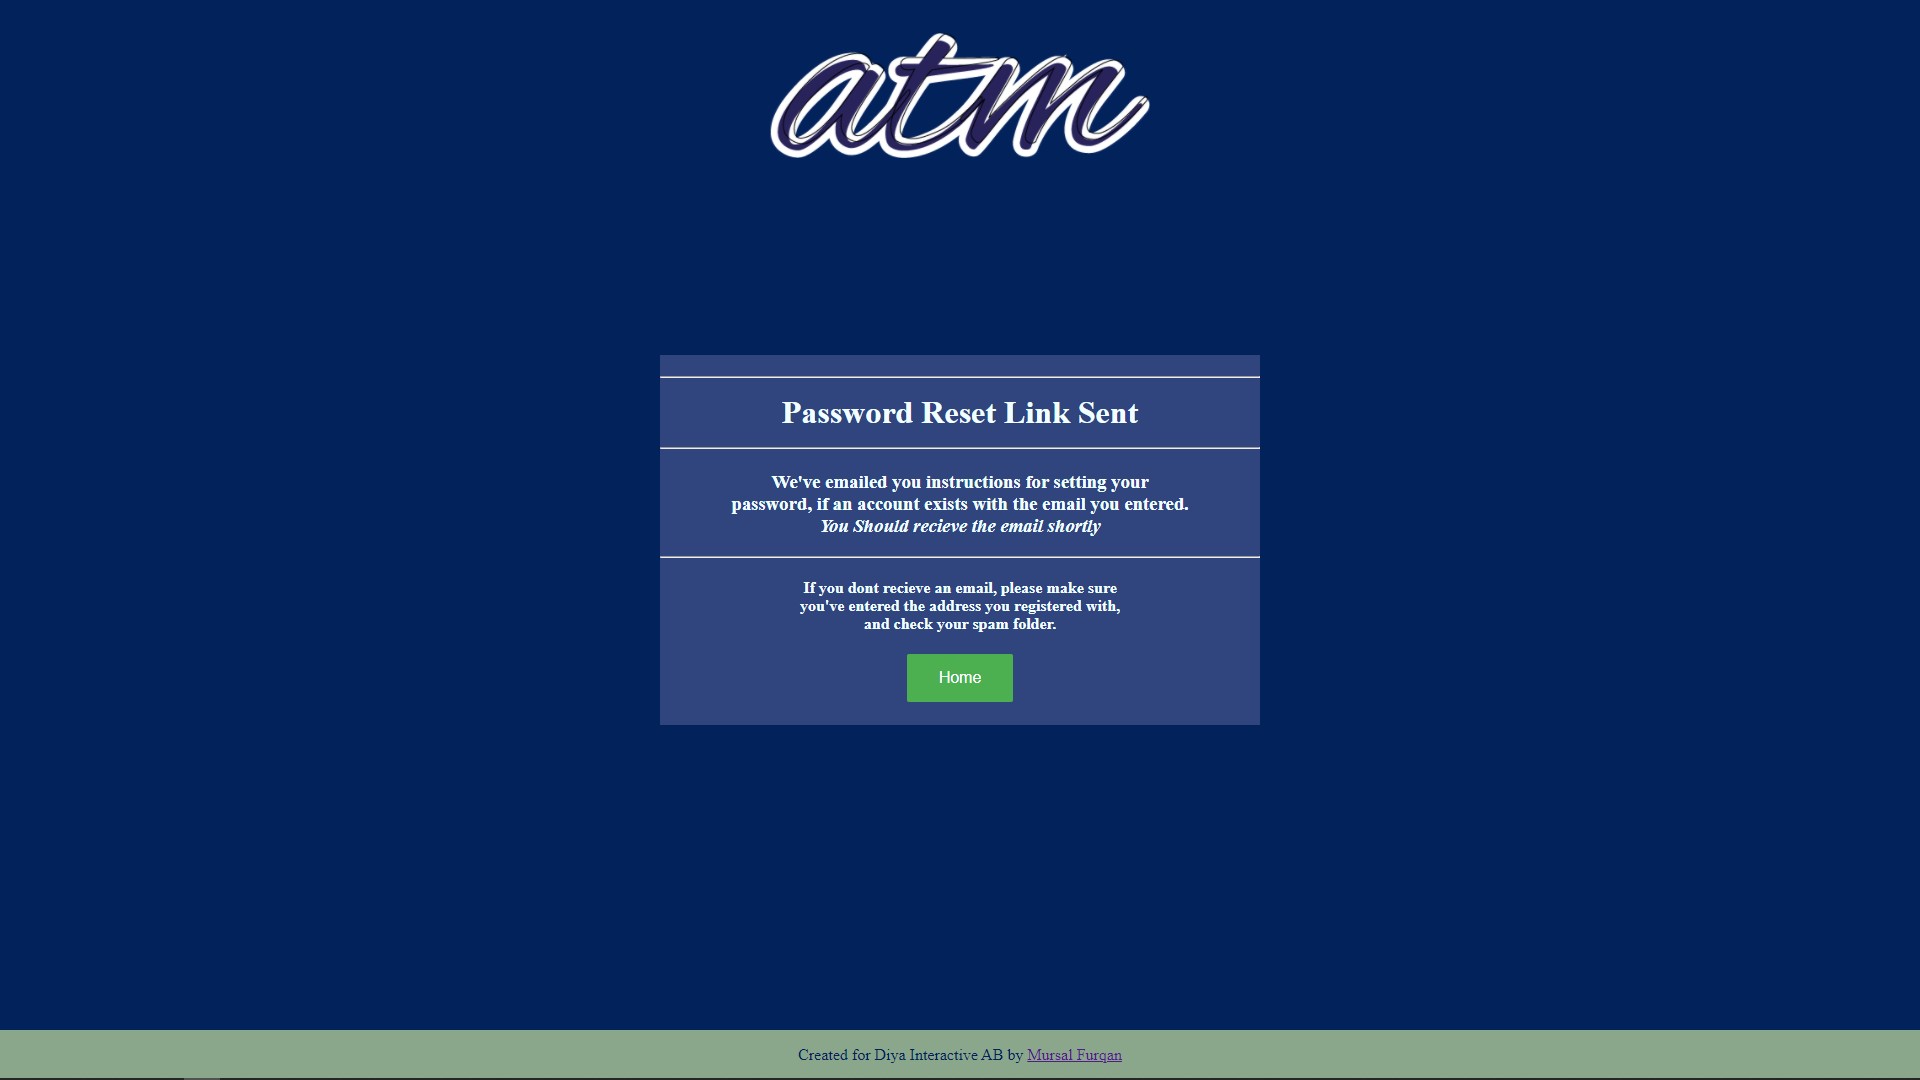 atm
Password Reset Link Sent
We've emailed you instructions for setting your
password, if an account exists with the email you entered.
You Should recieve the email shortly
If you dont recieve an email, please make sure
you've entered the address you registered with,
and check your spam folder.
Home
Created for Diya Interactive AB by Mursal Furqan